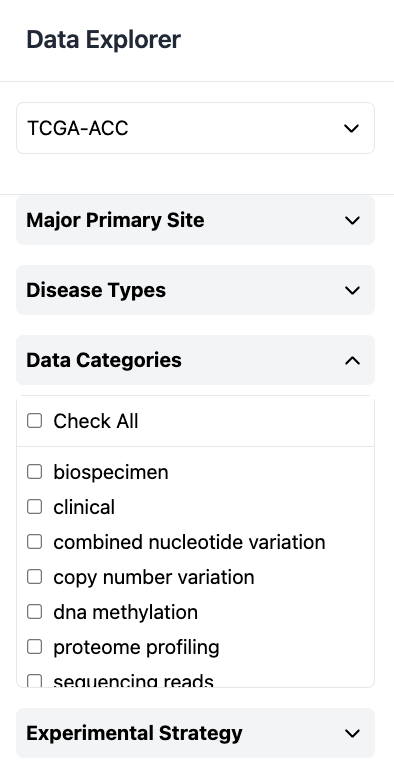 Data Explorer
TCGA-ACC
Major Primary Site
Disease Types
Data Categories
Check All
biospecimen
clinical
combined nucleotide variation
copy number variation
dna methylation
proteome profiling
sequencing reads
Experimental Strategy